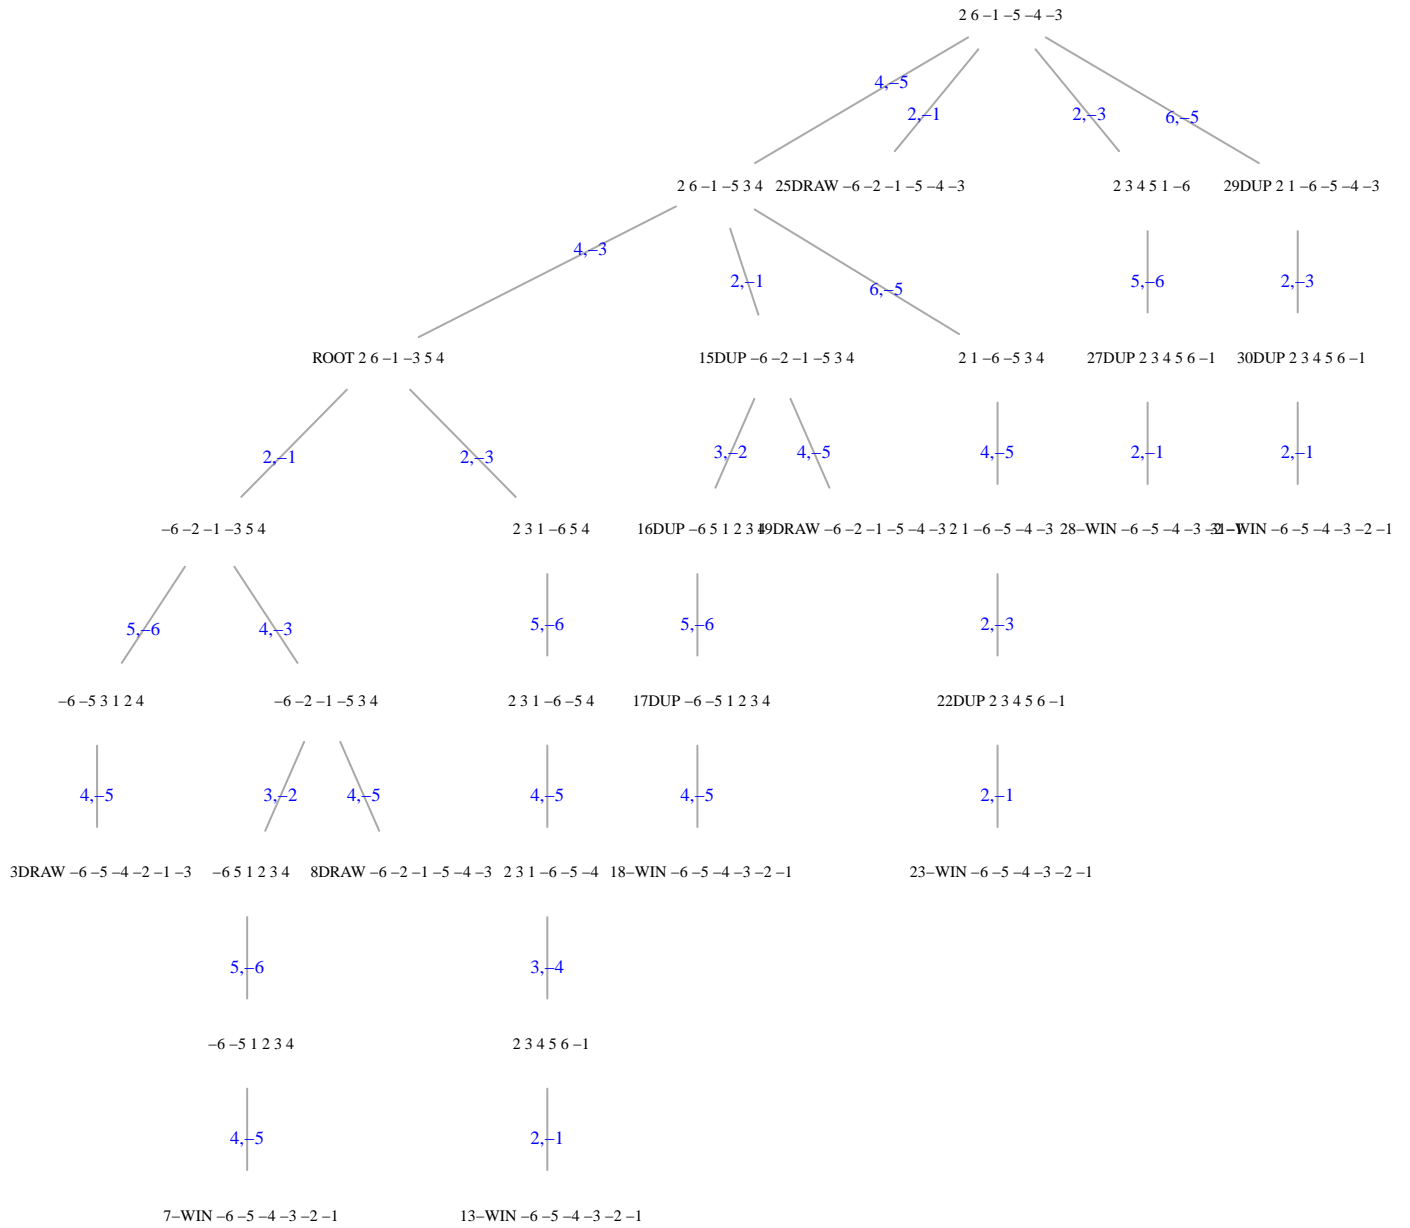 2 6 −1 −5 −4 −3
4,−5
2,−1
2,−3
6,−5
2 6 −1 −5 3 4
25DRAW −6 −2 −1 −5 −4 −3
2 3 4 5 1 −6
29DUP 2 1 −6 −5 −4 −3
4,−3
2,−1
6,−5
5,−6
2,−3
ROOT 2 6 −1 −3 5 4
15DUP −6 −2 −1 −5 3 4
2 1 −6 −5 3 4
27DUP 2 3 4 5 6 −1
30DUP 2 3 4 5 6 −1
2,−1
2,−3
3,−2
4,−5
4,−5
2,−1
2,−1
−6 −2 −1 −3 5 4
2 3 1 −6 5 4
16DUP −6 5 1 2 3 4
19DRAW −6 −2 −1 −5 −4 −3
2 1 −6 −5 −4 −3
28−WIN −6 −5 −4 −3 −2 −1
31−WIN −6 −5 −4 −3 −2 −1
5,−6
4,−3
5,−6
5,−6
2,−3
−6 −5 3 1 2 4
−6 −2 −1 −5 3 4
2 3 1 −6 −5 4
17DUP −6 −5 1 2 3 4
22DUP 2 3 4 5 6 −1
4,−5
3,−2
4,−5
4,−5
4,−5
2,−1
3DRAW −6 −5 −4 −2 −1 −3
−6 5 1 2 3 4
8DRAW −6 −2 −1 −5 −4 −3
2 3 1 −6 −5 −4
18−WIN −6 −5 −4 −3 −2 −1
23−WIN −6 −5 −4 −3 −2 −1
5,−6
3,−4
−6 −5 1 2 3 4
2 3 4 5 6 −1
4,−5
2,−1
7−WIN −6 −5 −4 −3 −2 −1
13−WIN −6 −5 −4 −3 −2 −1